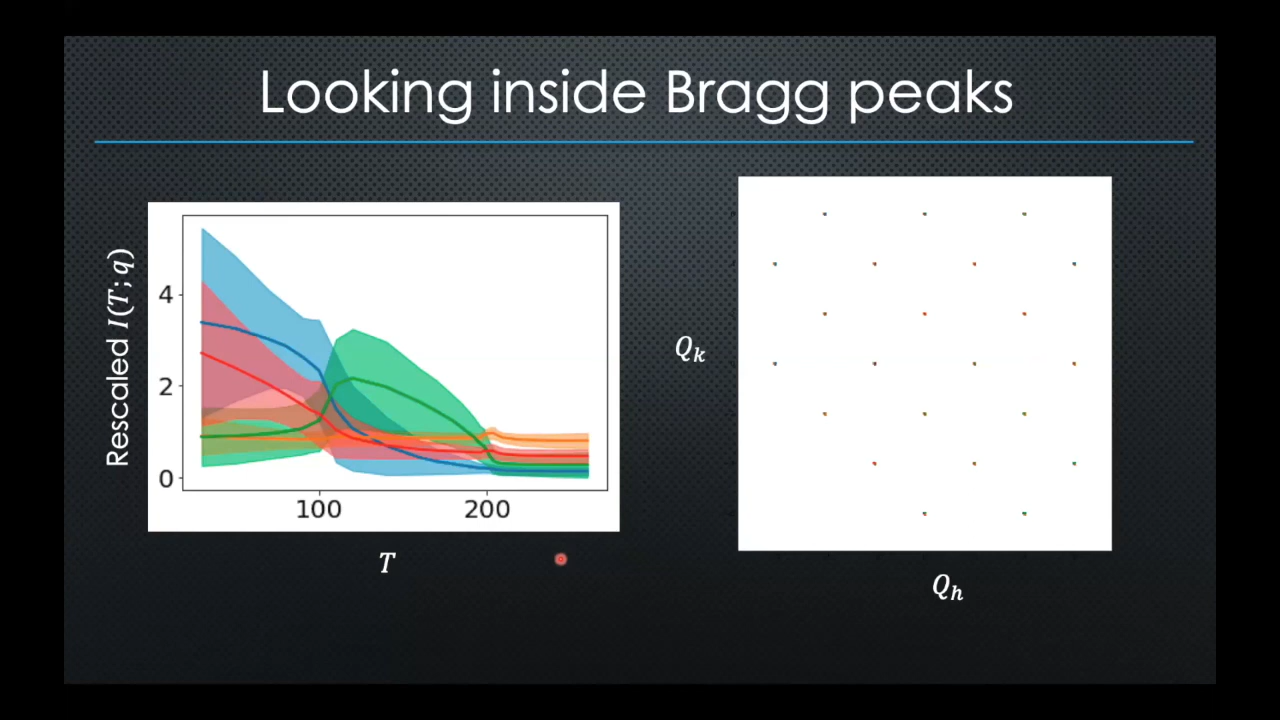 Looking inside Bragg peaks
Rescaled I(T; q)
4
2
0
100
200
T
Q_k
Q_h